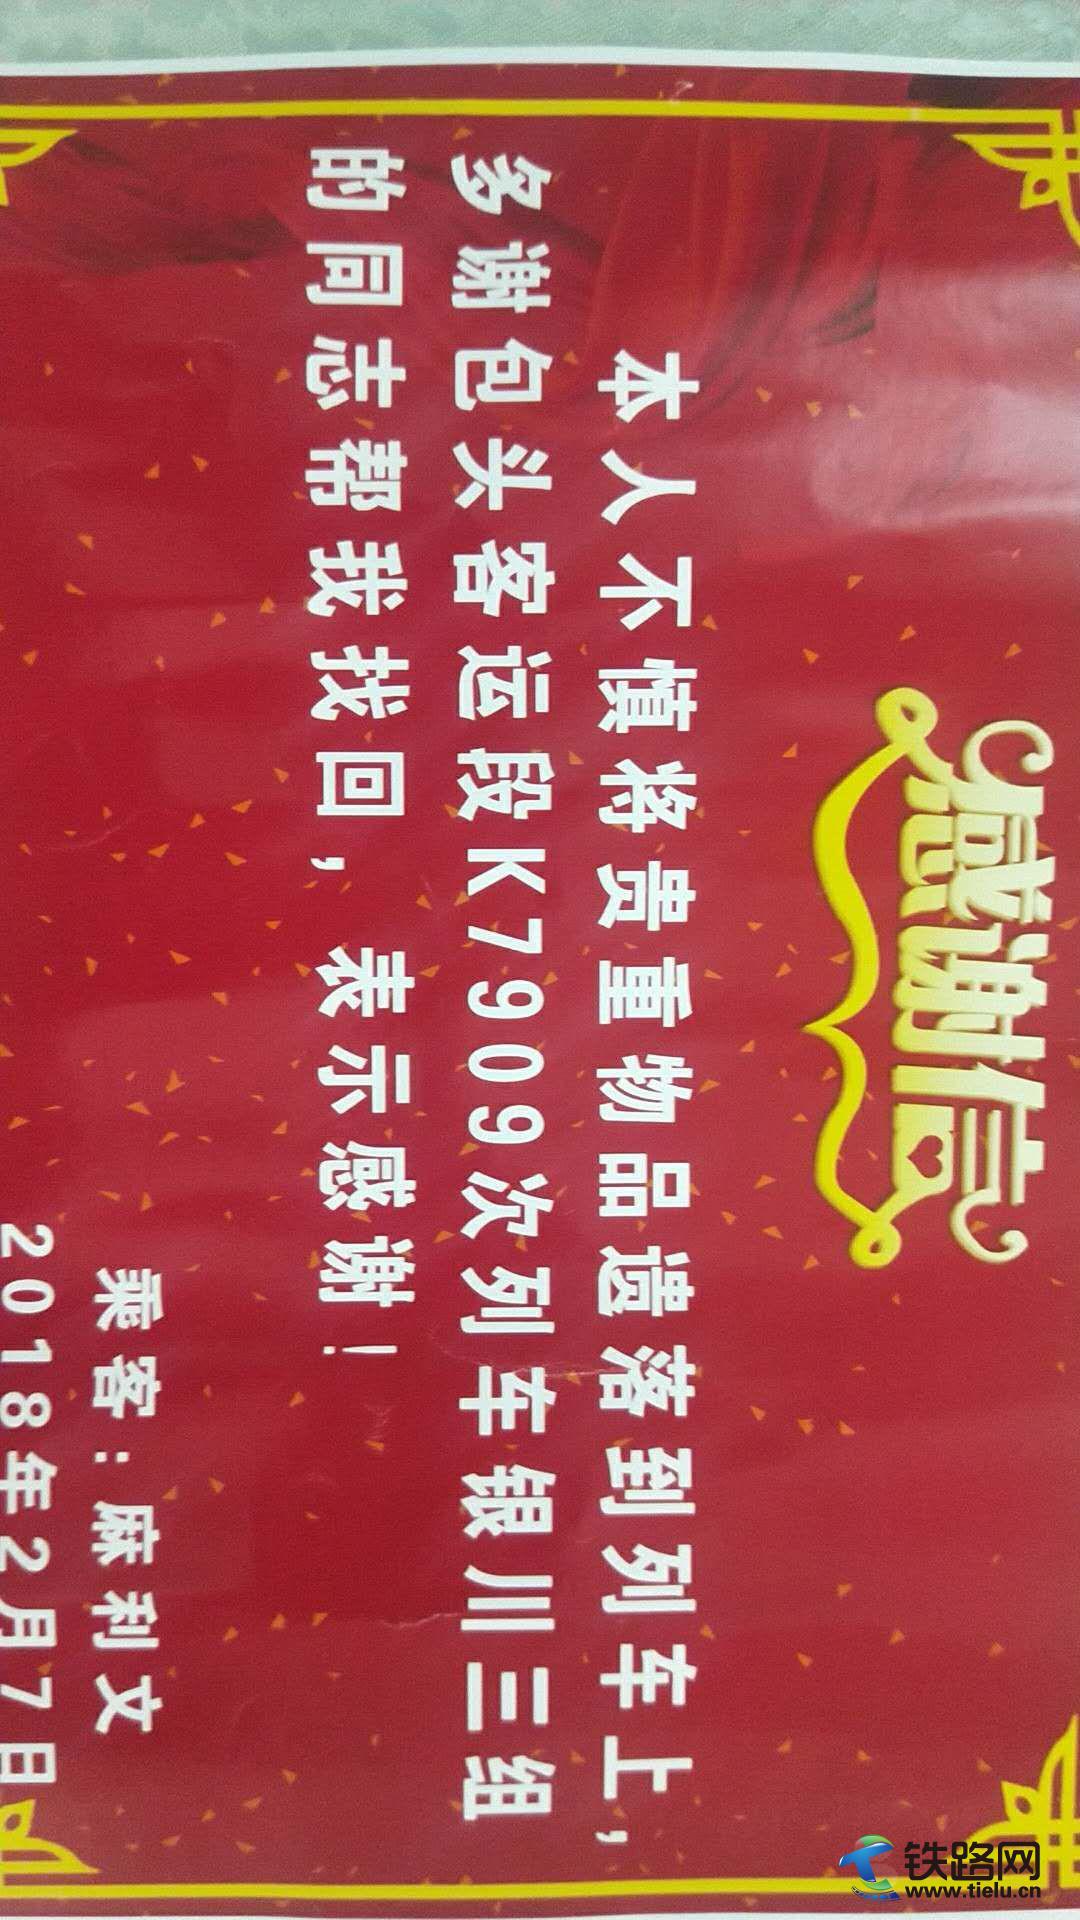 感谢信
本人不慎将贵重物品遗落到列车上,
多谢包头客运段K7909次列车银川三组
的同志帮我找回,表示感谢!
乘客:麻利文
2018年2月7日
铁路网
www.tielu.cn